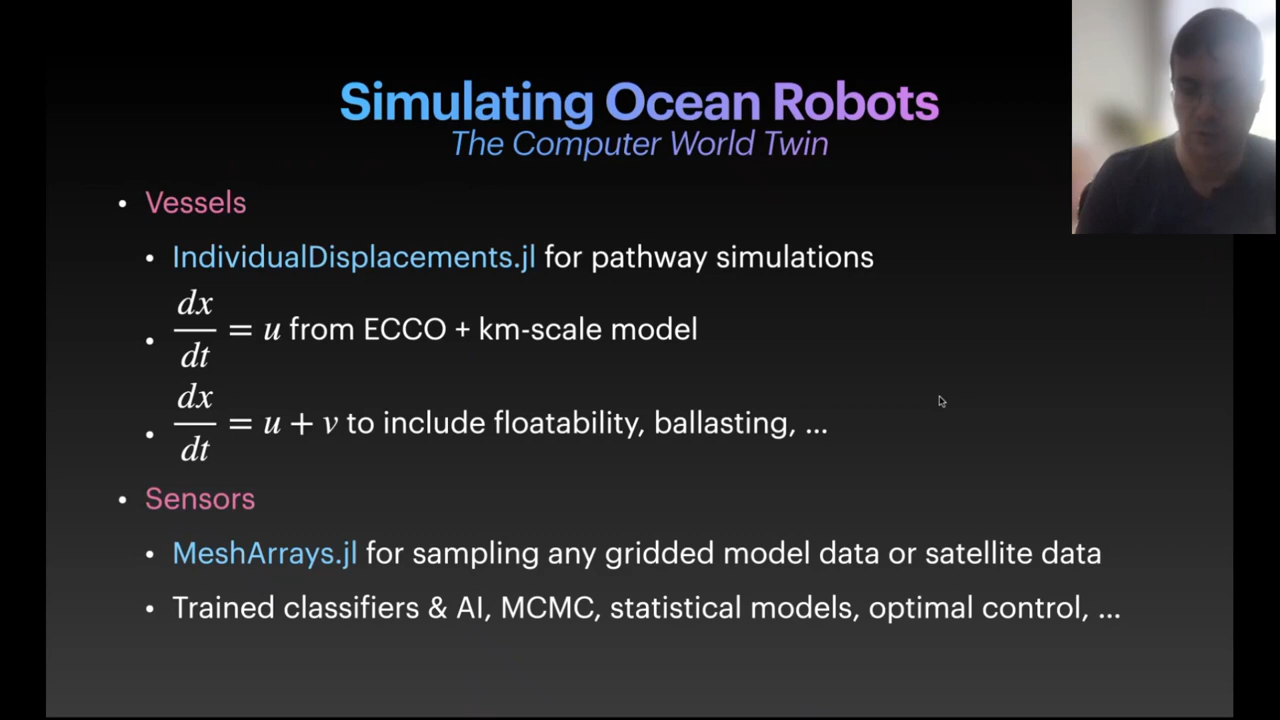 Simulating Ocean Robots
The Computer World Twin
• Vessels
• IndividualDisplacements.jl for pathway simulations
• dx/dt = u from ECCO + km-scale model
• dx/dt = u + v to include floatability, ballasting, ...
• Sensors
• MeshArrays.jl for sampling any gridded model data or satellite data
• Trained classifiers & AI, MCMC, statistical models, optimal control, ...